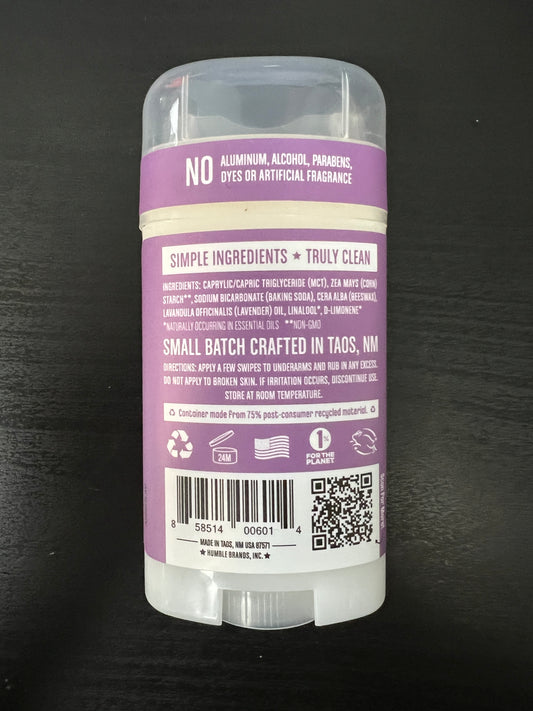 NO ALUMINUM, ALCOHOL, PARABENS,
DYES OR ARTIFICIAL FRAGRANCE
SIMPLE INGREDIENTS ★ TRULY CLEAN
INGREDIENTS: CAPRYLIC/CAPRIC TRIGLYCERIDE (MCT), ZEA MAYS (CORN)
STARCH**, SODIUM BICARBONATE (BAKING SODA), CERA ALBA (BEESWAX),
LAVANDULA OFFICINALIS (LAVENDER) OIL, LINALOOL*, D-LIMONENE*
*NATURALLY OCCURRING IN ESSENTIAL OILS **NON-GMO
SMALL BATCH CRAFTED IN TAOS, NM
DIRECTIONS: APPLY A FEW SWIPES TO UNDERARMS AND RUB IN ANY EXCESS.
DO NOT APPLY TO BROKEN SKIN. IF IRRITATION OCCURS, DISCONTINUE USE.
STORE AT ROOM TEMPERATURE.
Container made from 75% post-consumer recycled material.
24M
1%
FOR THE
PLANET
Scan For More
8 58514 00601 4
MADE IN TAOS, NM USA 87571
★ HUMBLE BRANDS, INC. ★